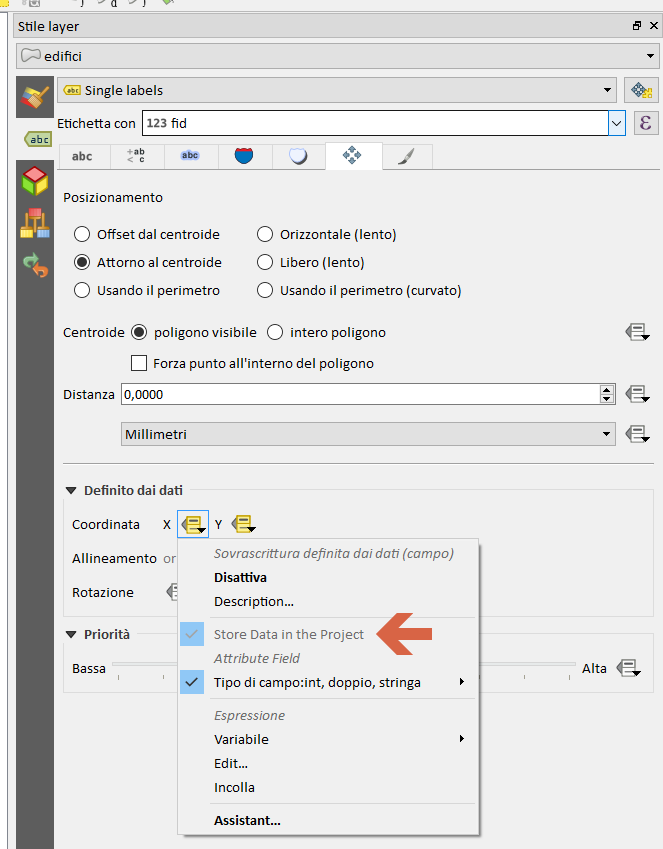 Stile layer
edifici
abc Single labels
Etichetta con 123 fid ε
abc +ab < c abc
abc
Posizionamento
Offset dal centroide Orizzontale (lento)
Attorno al centroide Libero (lento)
Usando il perimetro Usando il perimetro (curvato)
Centroide poligono visibile intero poligono
Forza punto all'interno del poligono
Distanza 0,0000
Millimetri
Definito dai dati
Coordinata X Y
Sovrascrittura definita dai dati (campo)
Allineamento or
Disattiva
Rotazione
Description...
Priorità
Store Data in the Project
Attribute Field
Bassa Alta
Tipo di campo:int, doppio, stringa
Espressione
Variabile
Edit...
Incolla
Assistant...